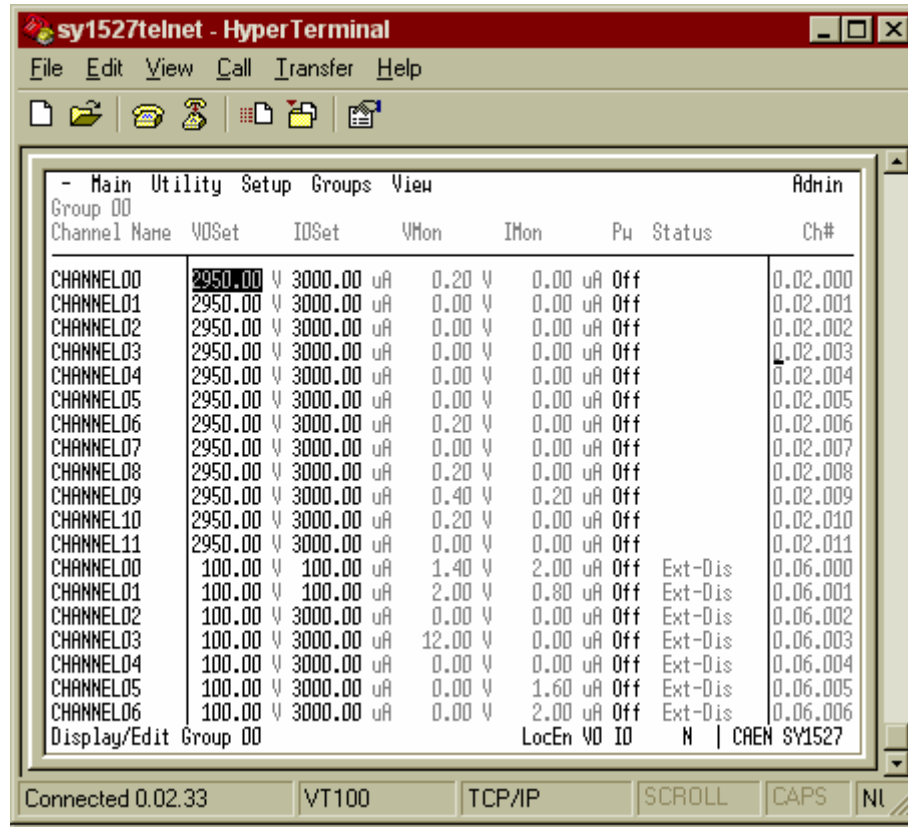 sy1527telnet - HyperTerminal
File Edit View Call Transfer Help
- Main Utility Setup Groups View Admin
Group 00
Channel Name V0Set I0Set VMon IMon Pw Status Ch#
CHANNEL00 2950.00 V 3000.00 uA 0.20 V 0.00 uA Off 0.02.000
CHANNEL01 2950.00 V 3000.00 uA 0.00 V 0.00 uA Off 0.02.001
CHANNEL02 2950.00 V 3000.00 uA 0.00 V 0.00 uA Off 0.02.002
CHANNEL03 2950.00 V 3000.00 uA 0.00 V 0.00 uA Off 0.02.003
CHANNEL04 2950.00 V 3000.00 uA 0.00 V 0.00 uA Off 0.02.004
CHANNEL05 2950.00 V 3000.00 uA 0.00 V 0.00 uA Off 0.02.005
CHANNEL06 2950.00 V 3000.00 uA 0.20 V 0.00 uA Off 0.02.006
CHANNEL07 2950.00 V 3000.00 uA 0.00 V 0.00 uA Off 0.02.007
CHANNEL08 2950.00 V 3000.00 uA 0.20 V 0.00 uA Off 0.02.008
CHANNEL09 2950.00 V 3000.00 uA 0.40 V 0.20 uA Off 0.02.009
CHANNEL10 2950.00 V 3000.00 uA 0.20 V 0.00 uA Off 0.02.010
CHANNEL11 2950.00 V 3000.00 uA 0.00 V 0.00 uA Off 0.02.011
CHANNEL00 100.00 V 100.00 uA 1.40 V 2.00 uA Off Ext-Dis 0.06.000
CHANNEL01 100.00 V 100.00 uA 2.00 V 0.80 uA Off Ext-Dis 0.06.001
CHANNEL02 100.00 V 3000.00 uA 0.00 V 0.00 uA Off Ext-Dis 0.06.002
CHANNEL03 100.00 V 3000.00 uA 12.00 V 0.00 uA Off Ext-Dis 0.06.003
CHANNEL04 100.00 V 3000.00 uA 0.00 V 0.00 uA Off Ext-Dis 0.06.004
CHANNEL05 100.00 V 3000.00 uA 0.00 V 1.60 uA Off Ext-Dis 0.06.005
CHANNEL06 100.00 V 3000.00 uA 0.00 V 2.00 uA Off Ext-Dis 0.06.006
Display/Edit Group 00 LocEn V0 I0 N | CAEN SY1527
Connected 0.02.33 VT100 TCP/IP SCROLL CAPS